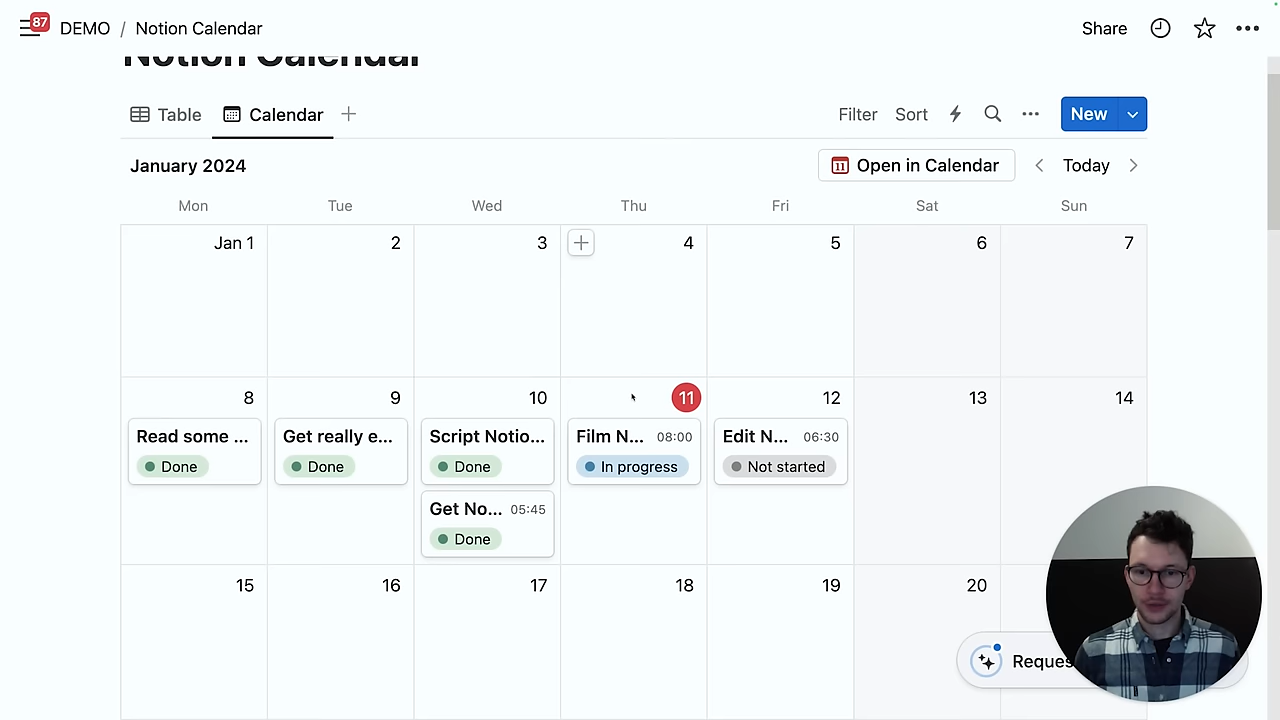 87 DEMO / Notion Calendar Share
Notion Calendar
Table Calendar Filter Sort New
January 2024 11 Open in Calendar Today
Mon Tue Wed Thu Fri Sat Sun
Jan 1 2 3 4 5 6 7
8 9 10 11 12 13 14
Read some ... Get really e... Script Notio... Film N... 08:00 Edit N... 06:30
Done Done Done In progress Not started
Get No... 05:45
Done
15 16 17 18 19 20
Reques